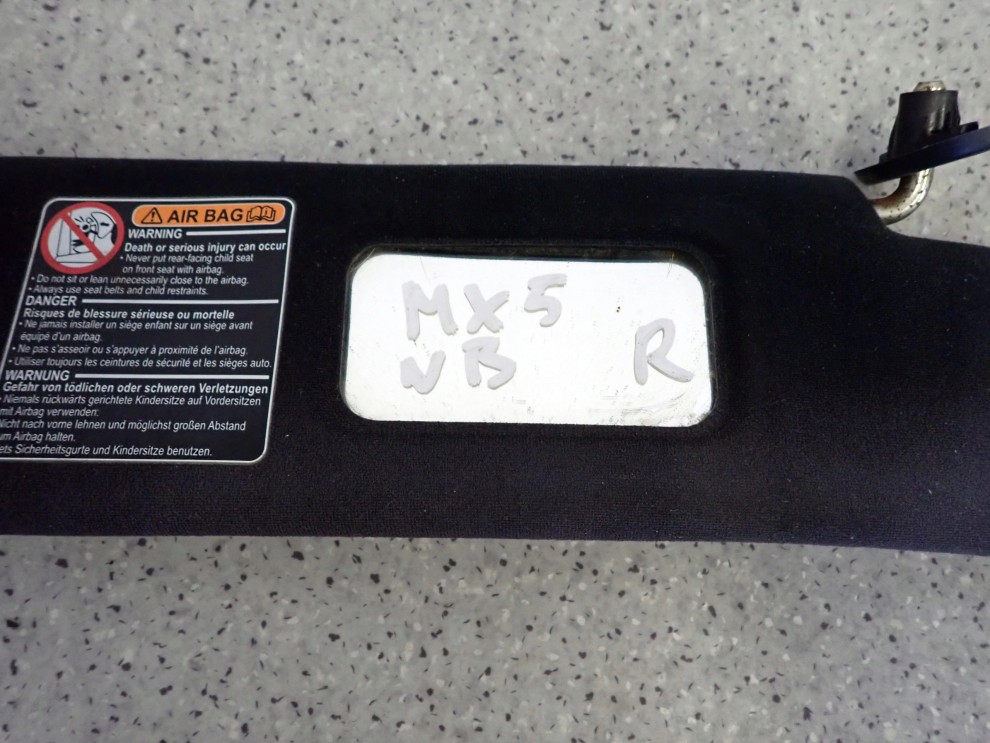 AIR BAG
WARNING
Death or serious injury can occur
• Never put rear-facing child seat
on front seat with airbag.
• Do not sit or lean unnecessarily close to the airbag.
• Always use seat belts and child restraints.
DANGER
Risques de blessure sérieuse ou mortelle
• Ne jamais installer un siège enfant sur un siège avant
équipé d'un airbag.
• Ne pas s'asseoir ou s'appuyer à proximité de l'airbag.
• Utiliser toujours les ceintures de sécurité et les sièges auto.
WARNUNG
Gefahr von tödlichen oder schweren Verletzungen
• Niemals rückwärts gerichtete Kindersitze auf Vordersitzen
mit Airbag verwenden:
Nicht nach vorne lehnen und möglichst großen Abstand
um Airbag halten.
ets Sicherheitsgurte und Kindersitze benutzen.
MX5
NB R